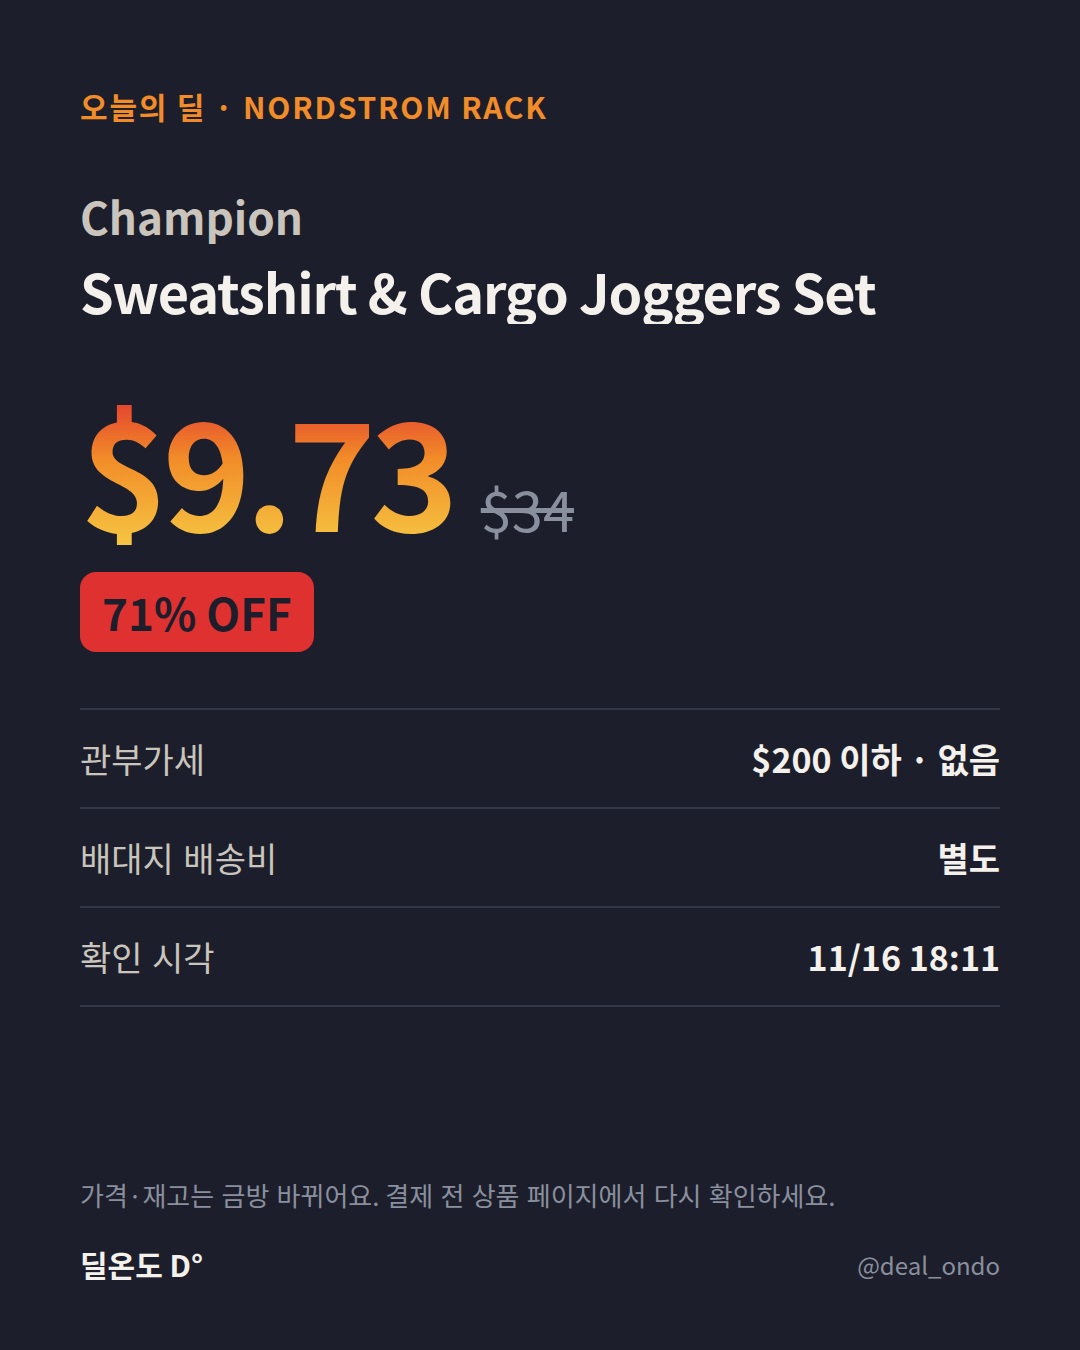 오늘의 딜 · NORDSTROM RACK
Champion
Sweatshirt & Cargo Joggers Set
$9.73 $34
71% OFF
관부가세 $200 이하 · 없음
배대지 배송비 별도
확인 시각 11/16 18:11
가격·재고는 금방 바뀌어요. 결제 전 상품 페이지에서 다시 확인하세요.
딜온도 D° @deal_ondo